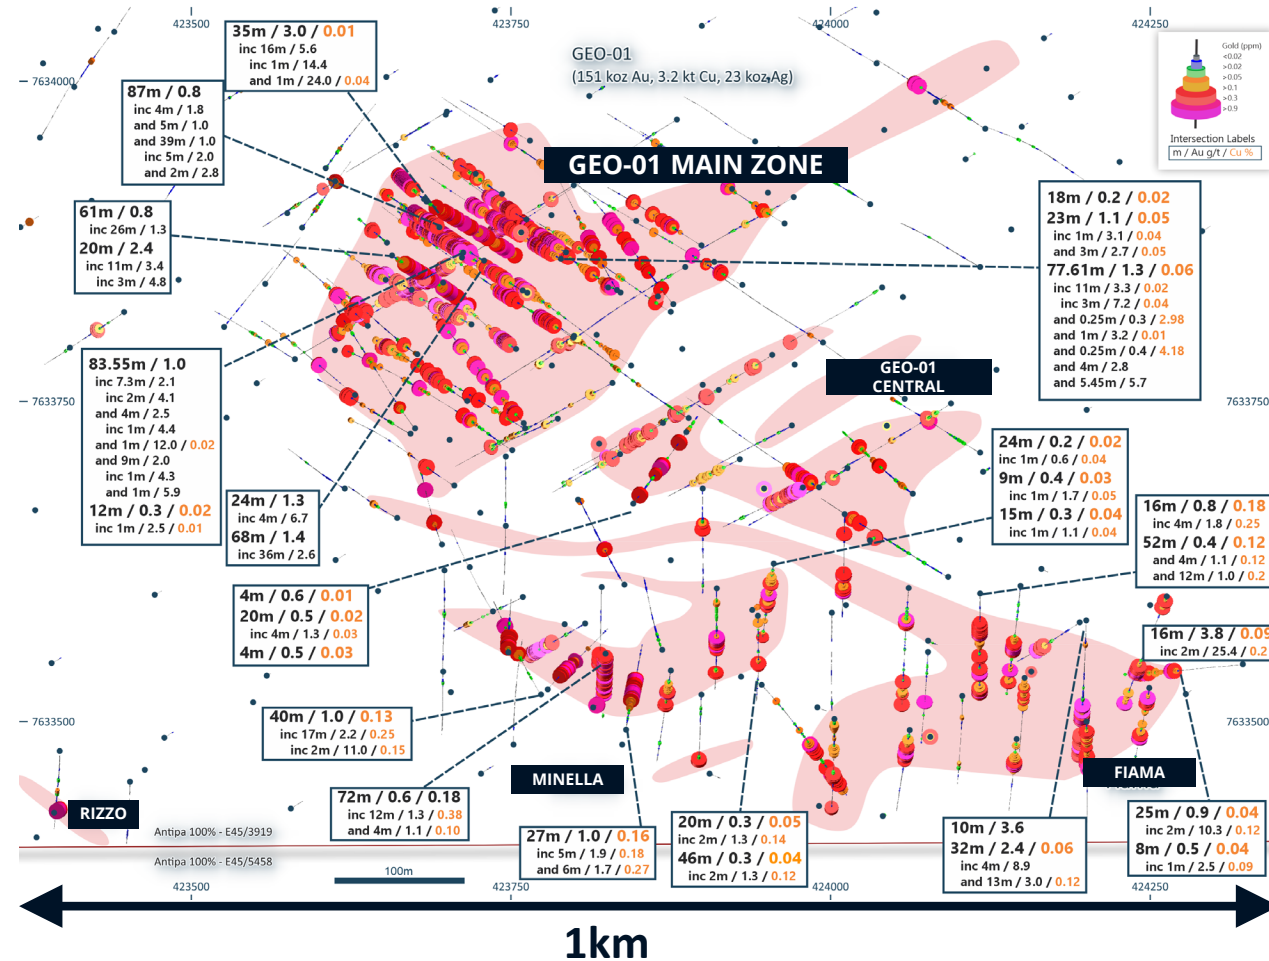 423500
423750
424000
424250
7634000
7633750
7633500
7633750
7633500
35m / 3.0 / 0.01
inc 16m / 5.6
inc 1m / 14.4
and 1m / 24.0 / 0.04
GEO-01
(151 koz Au, 3.2 kt Cu, 23 koz Ag)
Gold (ppm)
<0.02
>0.02
>0.05
>0.1
>0.3
>0.9
Intersection Labels
m / Au g/t / Cu %
87m / 0.8
inc 4m / 1.8
and 5m / 1.0
and 39m / 1.0
inc 5m / 2.0
and 2m / 2.8
GEO-01 MAIN ZONE
61m / 0.8
inc 26m / 1.3
20m / 2.4
inc 11m / 3.4
inc 3m / 4.8
18m / 0.2 / 0.02
23m / 1.1 / 0.05
inc 1m / 3.1 / 0.04
and 3m / 2.7 / 0.05
77.61m / 1.3 / 0.06
inc 11m / 3.3 / 0.02
inc 3m / 7.2 / 0.04
and 0.25m / 0.3 / 2.98
and 1m / 3.2 / 0.01
and 0.25m / 0.4 / 4.18
and 4m / 2.8
and 5.45m / 5.7
83.55m / 1.0
inc 7.3m / 2.1
inc 2m / 4.1
and 4m / 2.5
inc 1m / 4.4
and 1m / 12.0 / 0.02
and 9m / 2.0
inc 1m / 4.3
and 1m / 5.9
12m / 0.3 / 0.02
inc 1m / 2.5 / 0.01
GEO-01
CENTRAL
24m / 0.2 / 0.02
inc 1m / 0.6 / 0.04
9m / 0.4 / 0.03
inc 1m / 1.7 / 0.05
15m / 0.3 / 0.04
inc 1m / 1.1 / 0.04
24m / 1.3
inc 4m / 6.7
68m / 1.4
inc 36m / 2.6
16m / 0.8 / 0.18
inc 4m / 1.8 / 0.25
52m / 0.4 / 0.12
and 4m / 1.1 / 0.12
and 12m / 1.0 / 0.2
4m / 0.6 / 0.01
20m / 0.5 / 0.02
inc 4m / 1.3 / 0.03
4m / 0.5 / 0.03
16m / 3.8 / 0.09
inc 2m / 25.4 / 0.2
40m / 1.0 / 0.13
inc 17m / 2.2 / 0.25
inc 2m / 11.0 / 0.15
MINELLA
FIAMA
RIZZO
72m / 0.6 / 0.18
inc 12m / 1.3 / 0.38
and 4m / 1.1 / 0.10
27m / 1.0 / 0.16
inc 5m / 1.9 / 0.18
and 6m / 1.7 / 0.27
20m / 0.3 / 0.05
inc 2m / 1.3 / 0.14
46m / 0.3 / 0.04
inc 2m / 1.3 / 0.12
10m / 3.6
32m / 2.4 / 0.06
inc 4m / 8.9
and 13m / 3.0 / 0.12
25m / 0.9 / 0.04
inc 2m / 10.3 / 0.12
8m / 0.5 / 0.04
inc 1m / 2.5 / 0.09
Antipa 100% - E45/3919
Antipa 100% - E45/5458
100m
423500
423750
424000
424250
1km